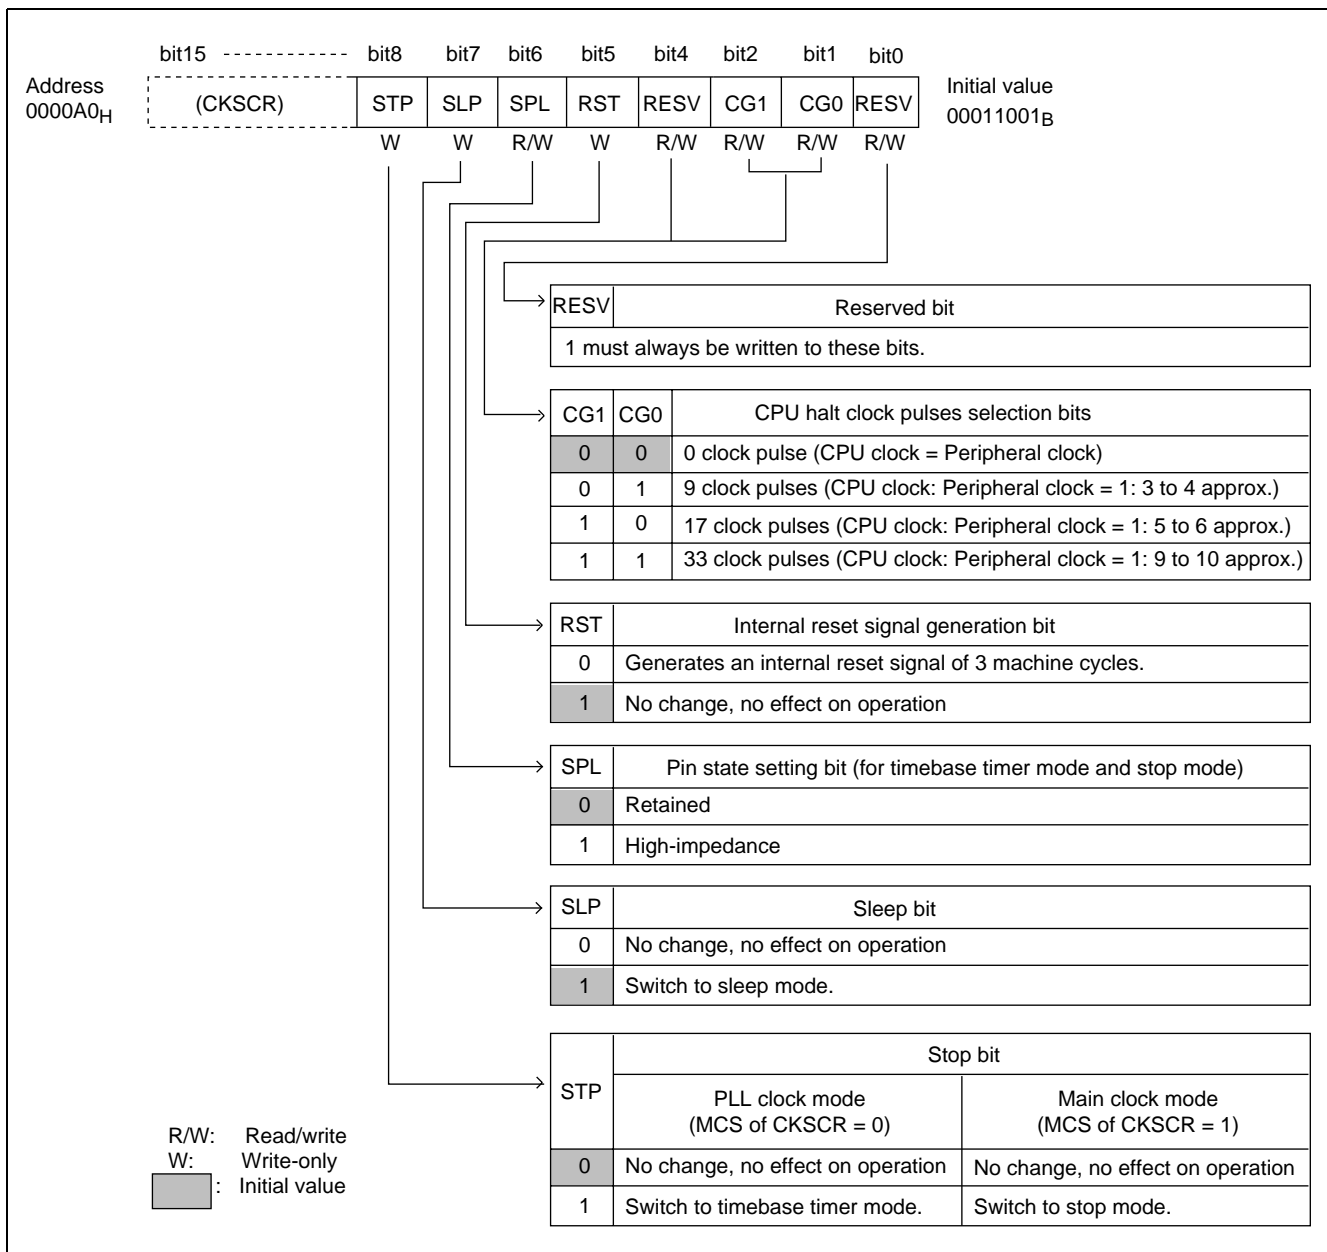 bit15 bit8 bit7 bit6 bit5 bit4 bit2 bit1 bit0
Address
0000A0H
(CKSCR) STP SLP SPL RST RESV CG1 CG0 RESV
Initial value
00011001B
W W R/W W R/W R/W R/W R/W
RESV Reserved bit
1 must always be written to these bits.
CG1 CG0 CPU halt clock pulses selection bits
0 0 0 clock pulse (CPU clock = Peripheral clock)
0 1 9 clock pulses (CPU clock: Peripheral clock = 1: 3 to 4 approx.)
1 0 17 clock pulses (CPU clock: Peripheral clock = 1: 5 to 6 approx.)
1 1 33 clock pulses (CPU clock: Peripheral clock = 1: 9 to 10 approx.)
RST Internal reset signal generation bit
0 Generates an internal reset signal of 3 machine cycles.
1 No change, no effect on operation
SPL Pin state setting bit (for timebase timer mode and stop mode)
0 Retained
1 High-impedance
SLP Sleep bit
0 No change, no effect on operation
1 Switch to sleep mode.
STP Stop bit
PLL clock mode
(MCS of CKSCR = 0)
Main clock mode
(MCS of CKSCR = 1)
0 No change, no effect on operation No change, no effect on operation
1 Switch to timebase timer mode. Switch to stop mode.
R/W: Read/write
W: Write-only
: Initial value